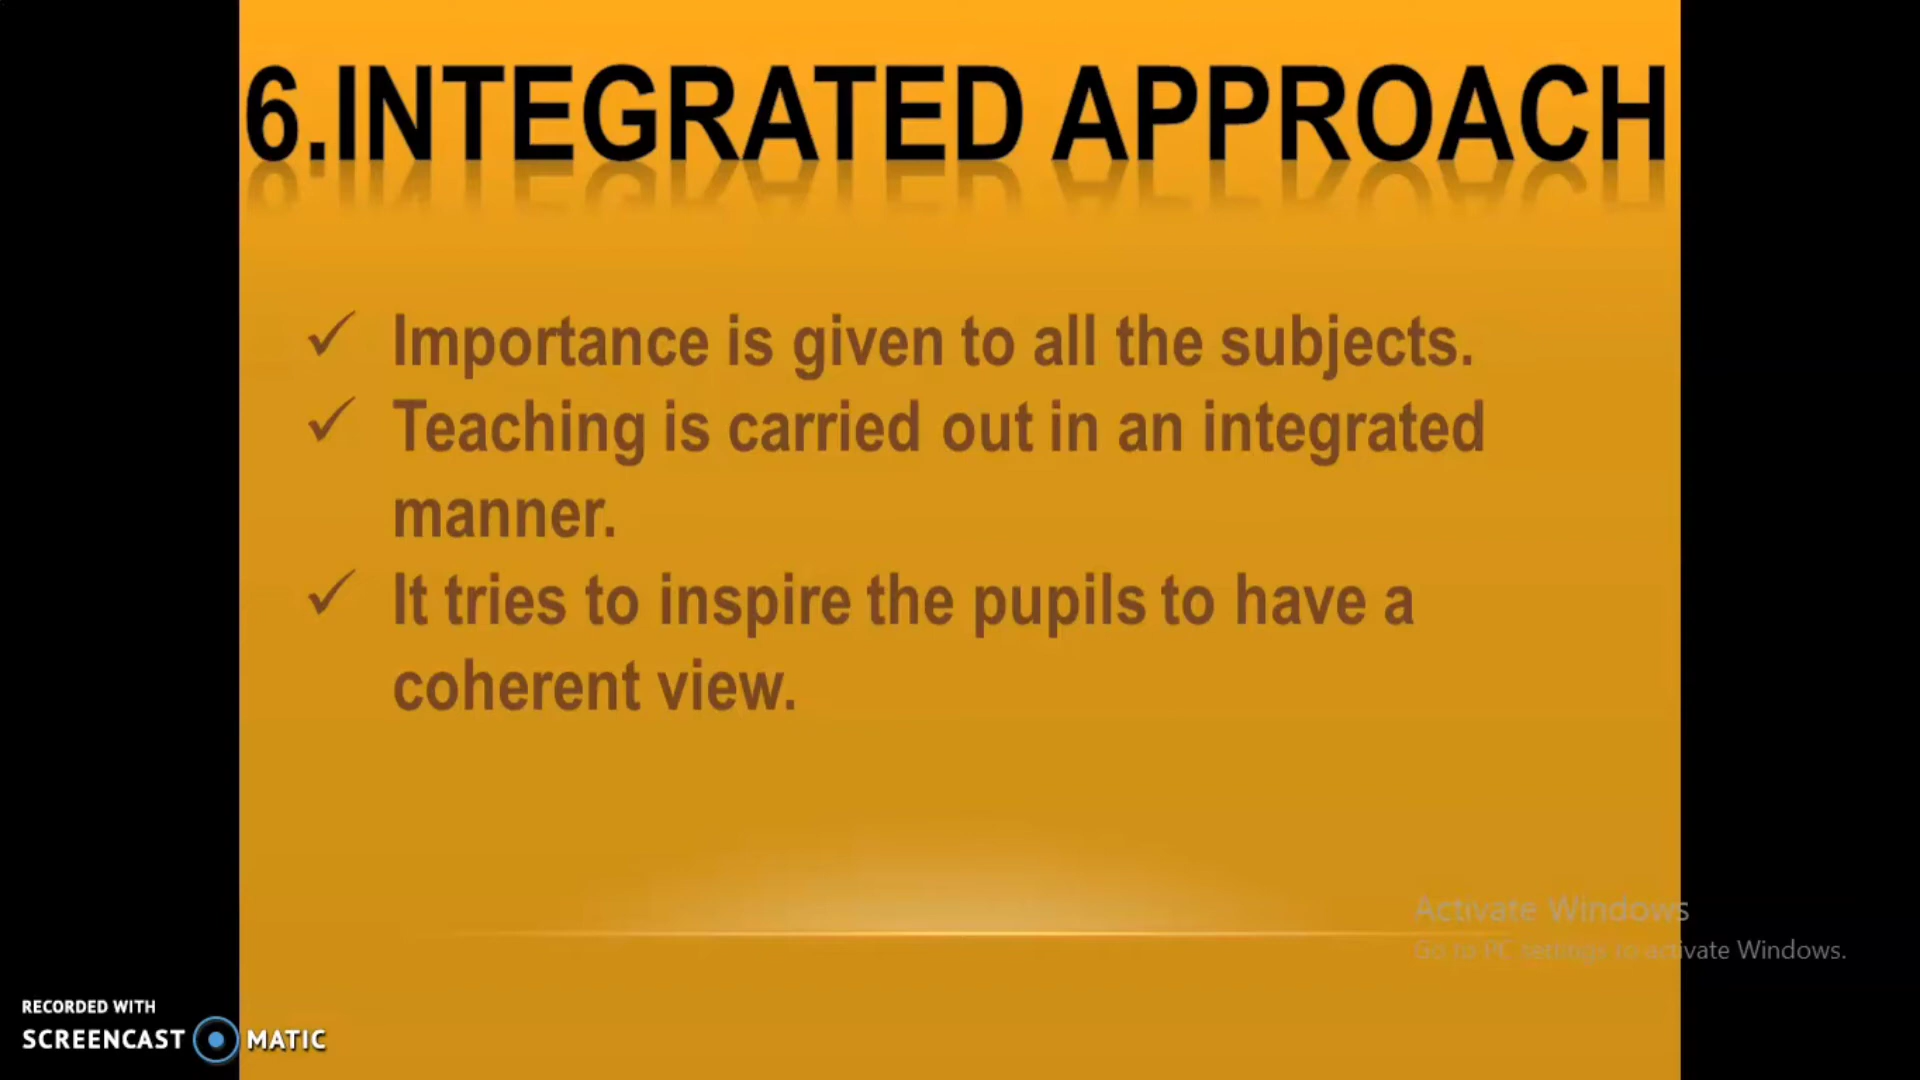 6.INTEGRATED APPROACH
✓ Importance is given to all the subjects.
✓ Teaching is carried out in an integrated
manner.
✓ It tries to inspire the pupils to have a
coherent view.
Activate Windows
Go to PC settings to activate Windows.
RECORDED WITH
SCREENCAST MATIC